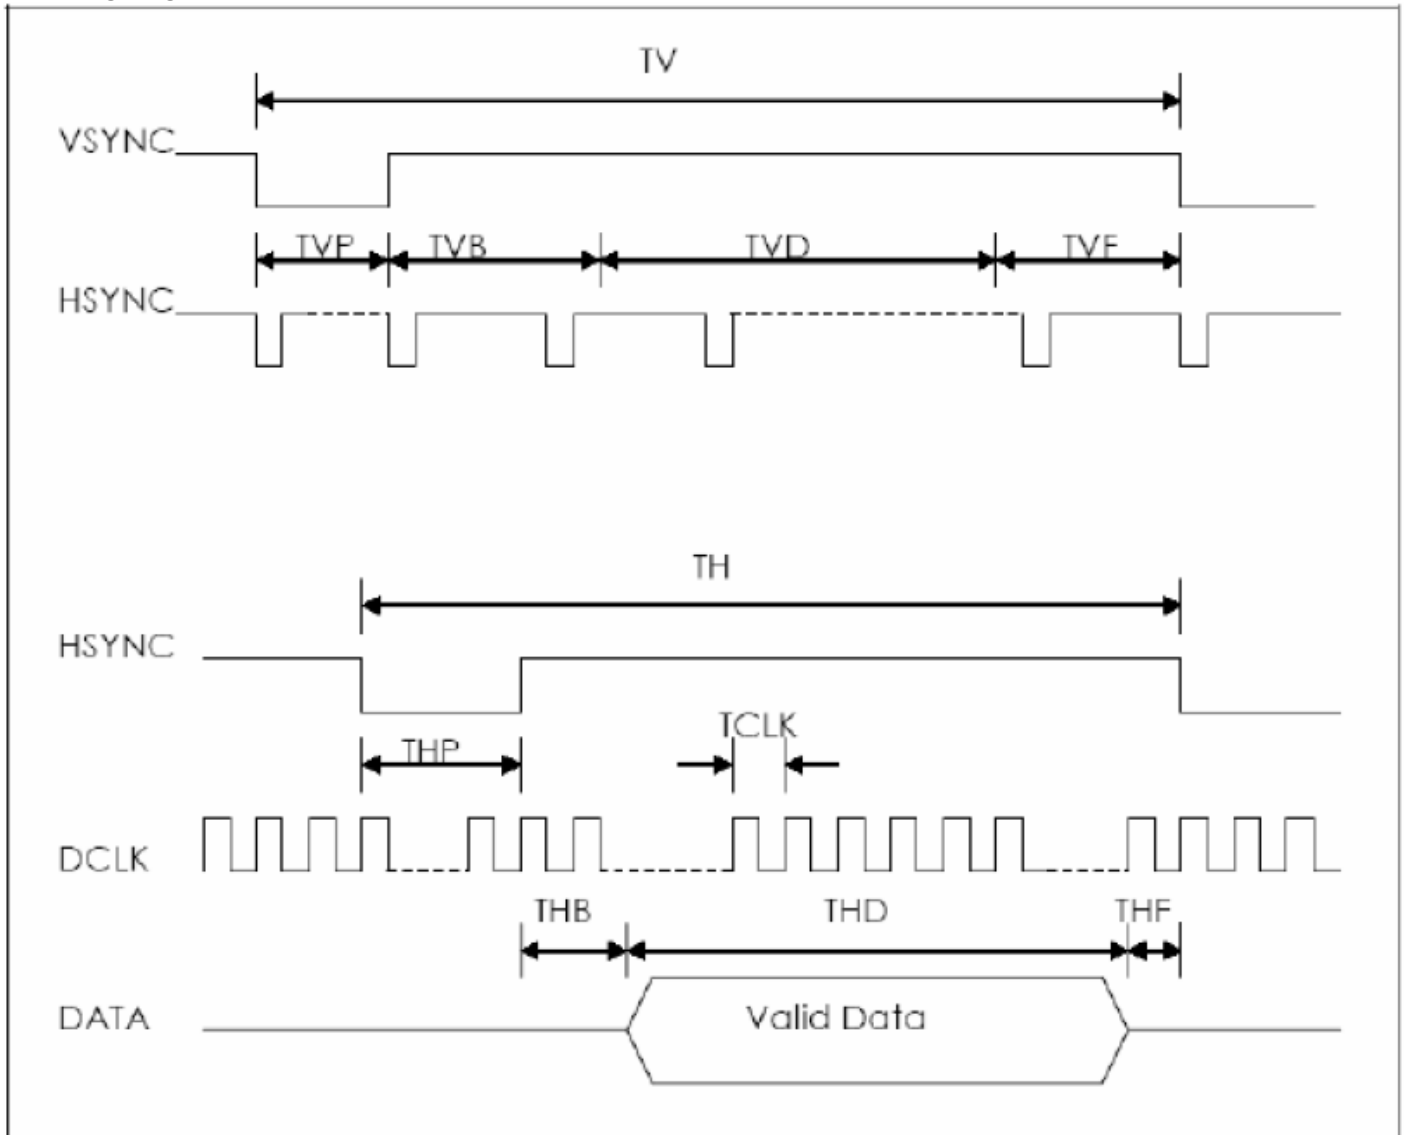 TV
VSYNC
TVP TVB TVD TVF
HSYNC
TH
HSYNC
TCLK
THP
DCLK
THB THD THF
DATA Valid Data